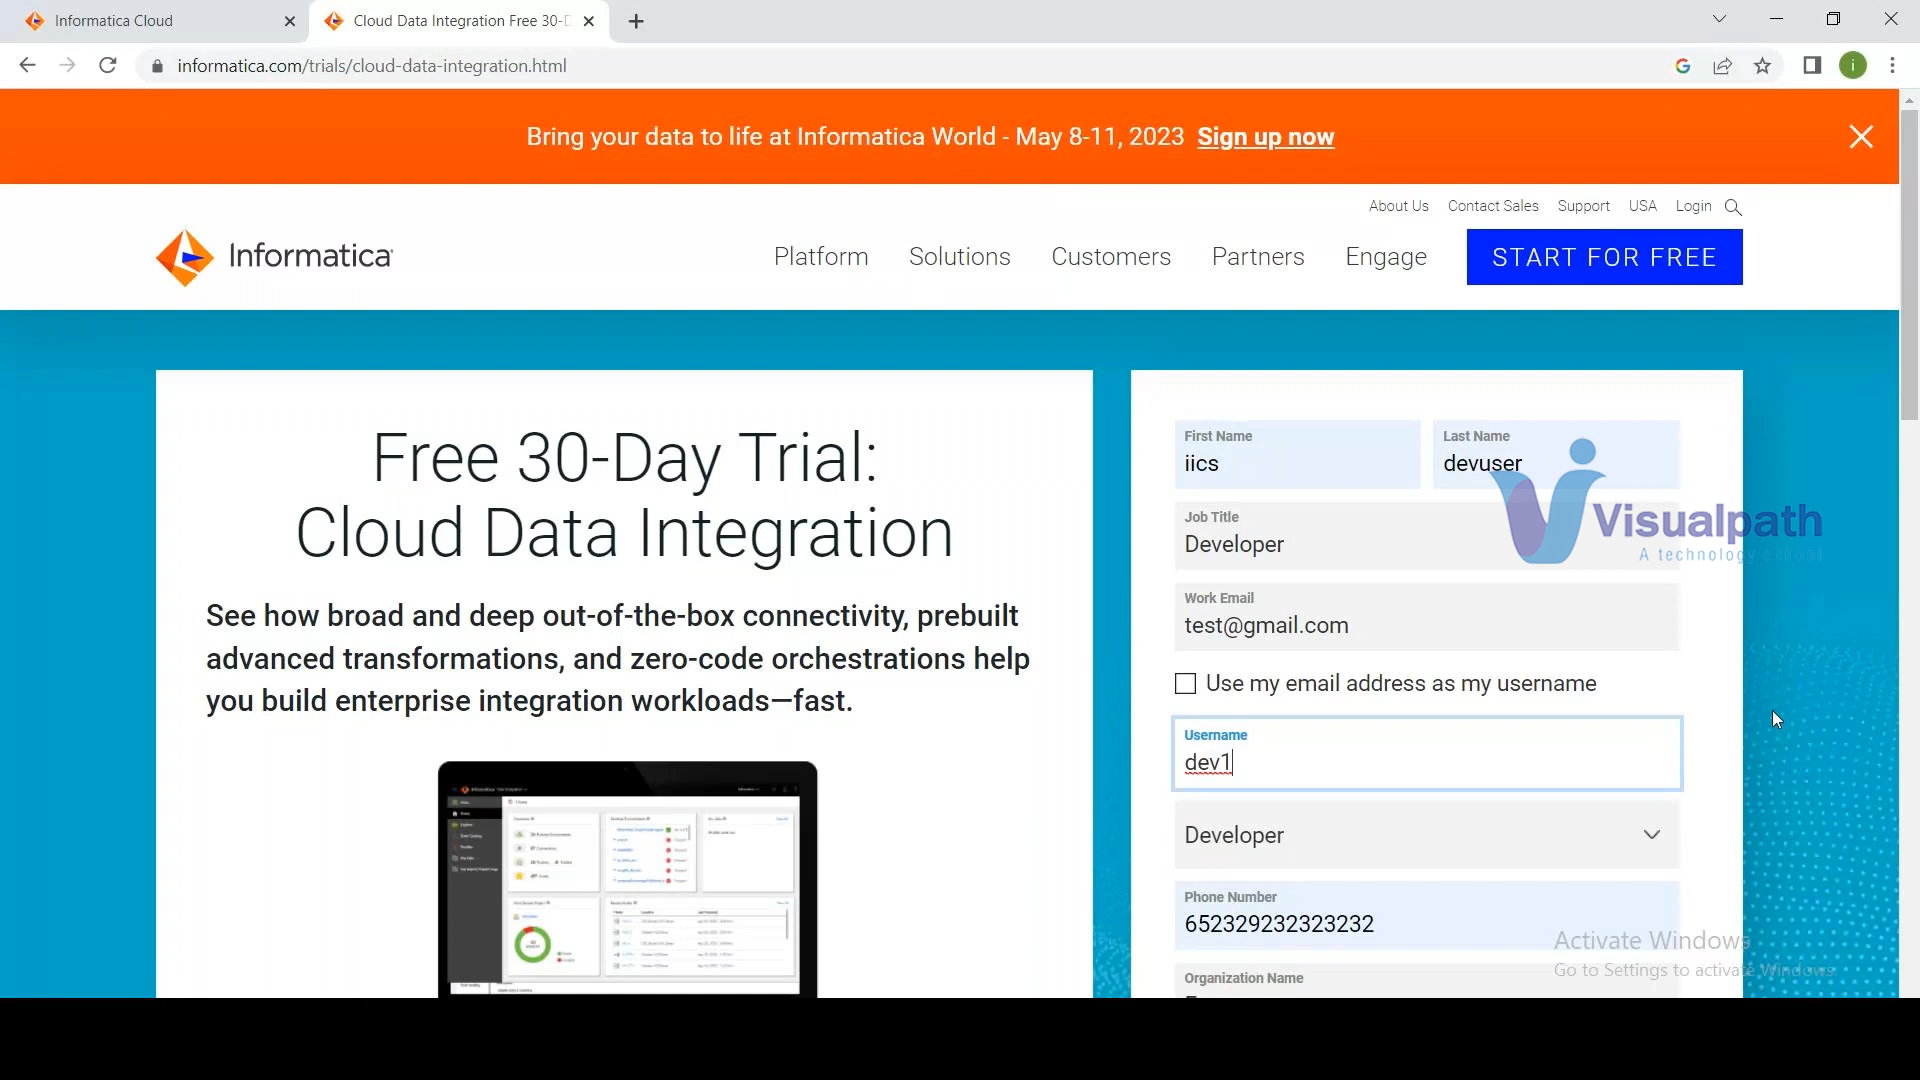 Informatica Cloud
Cloud Data Integration Free 30-D
informatica.com/trials/cloud-data-integration.html
i
Bring your data to life at Informatica World - May 8-11, 2023 Sign up now
About Us Contact Sales Support USA Login
Informatica
Platform Solutions Customers Partners Engage START FOR FREE
Free 30-Day Trial:
Cloud Data Integration
See how broad and deep out-of-the-box connectivity, prebuilt
advanced transformations, and zero-code orchestrations help
you build enterprise integration workloads—fast.
First Name
iics
Last Name
devuser
Job Title
Developer
Visualpath
A technology school
Work Email
test@gmail.com
Use my email address as my username
Username
dev1
Developer
Phone Number
652329232323232
Activate Windows
Go to Settings to activate Windows.
Organization Name